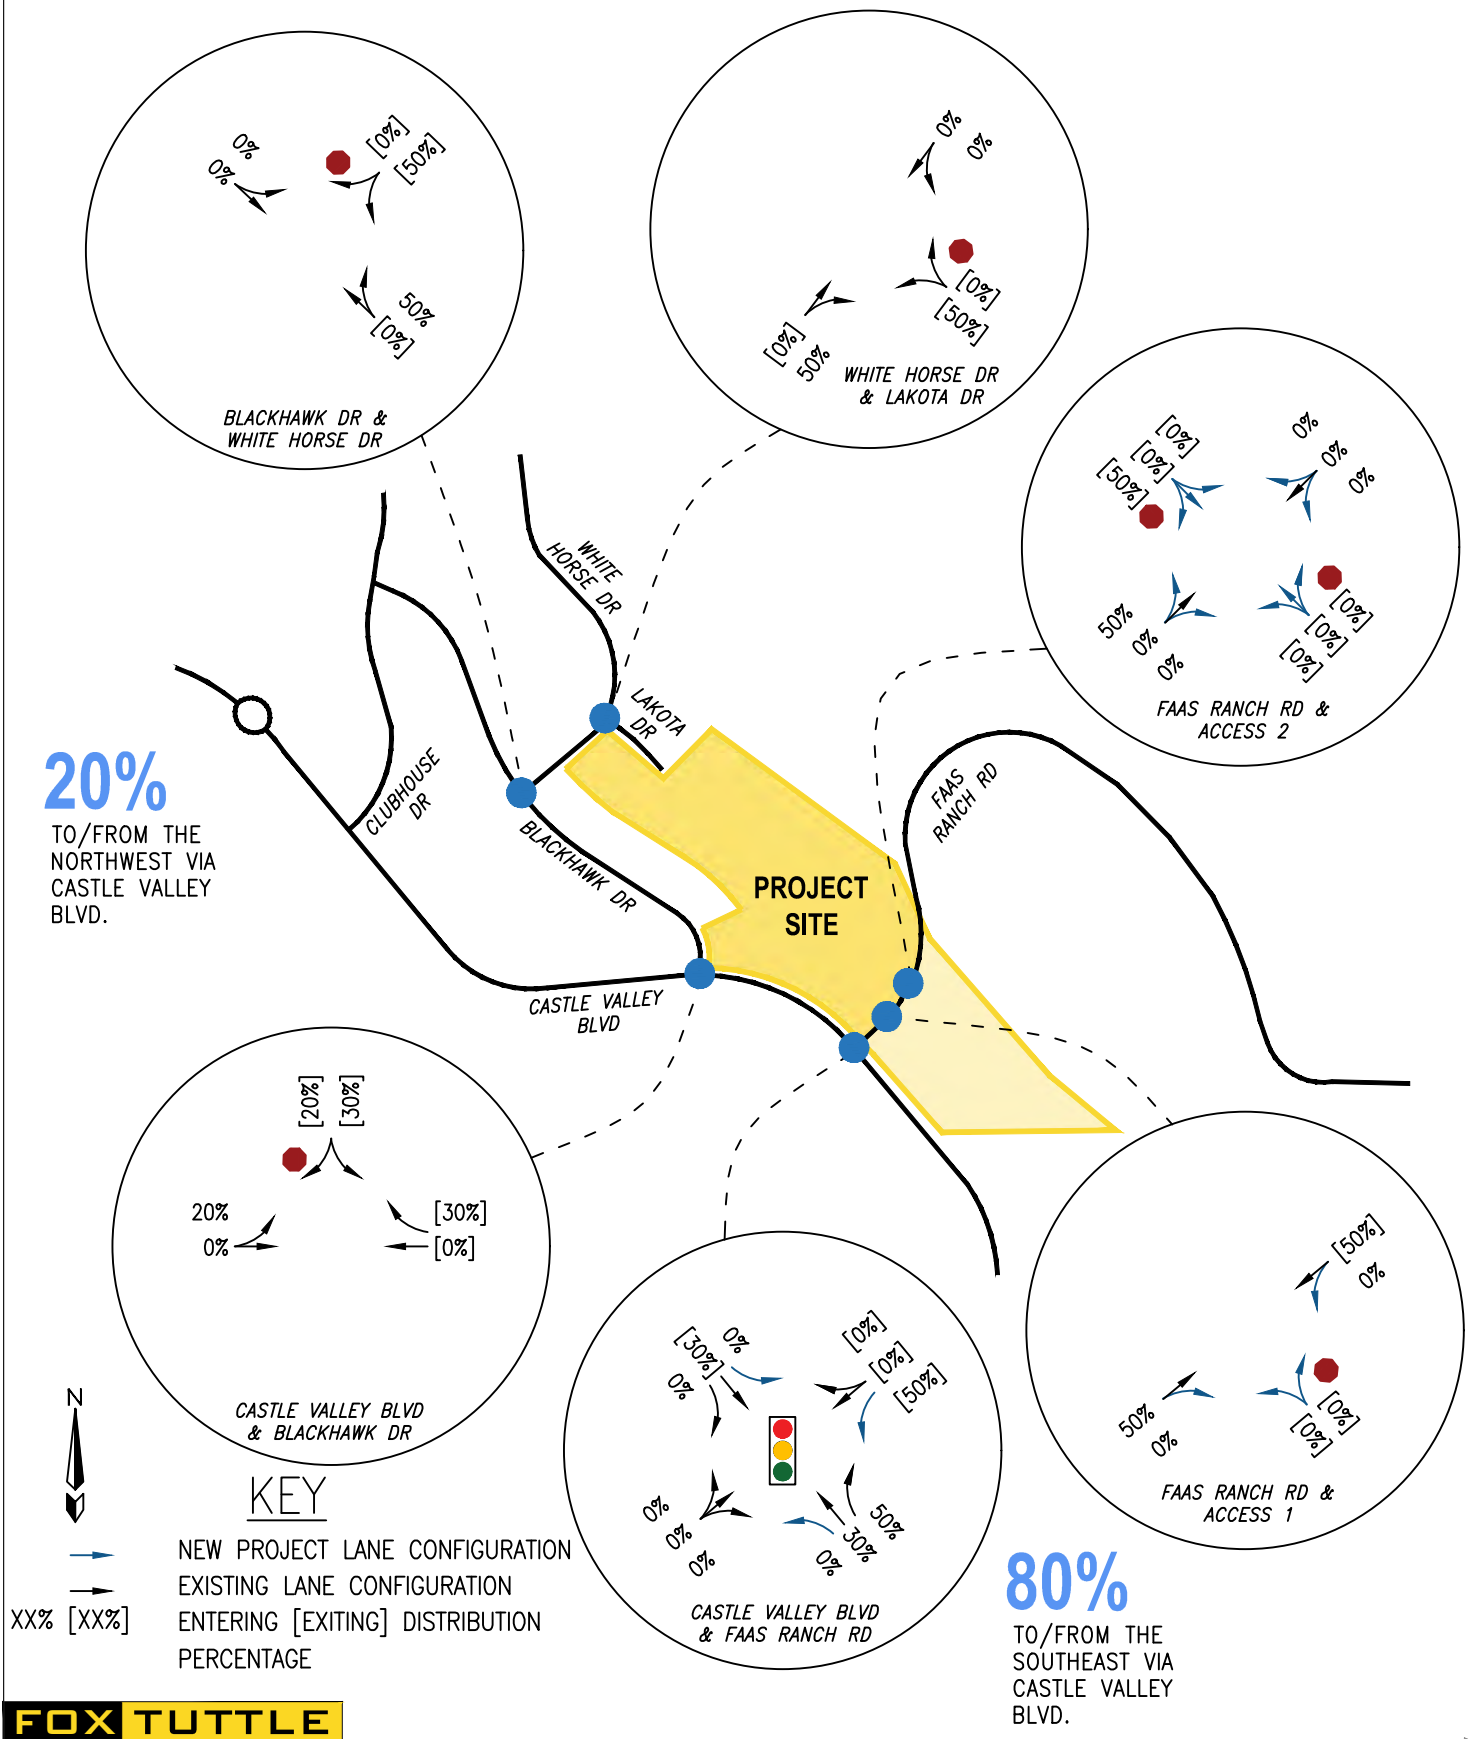 0%
0%
[0%]
[50%]
50%
[0%]
BLACKHAWK DR &
WHITE HORSE DR
0%
0%
[0%]
[50%]
[0%]
50%
WHITE HORSE DR
& LAKOTA DR
[0%]
[0%]
[50%]
0%
0%
0%
50%
0%
0%
[0%]
[0%]
[0%]
FAAS RANCH RD &
ACCESS 2
WHITE
HORSE DR
LAKOTA
DR
CLUBHOUSE
DR
BLACKHAWK DR
FAAS
RANCH RD
20%
TO/FROM THE
NORTHWEST VIA
CASTLE VALLEY
BLVD.
PROJECT
SITE
CASTLE VALLEY
BLVD
[20%]
[30%]
20%
0%
[30%]
[0%]
CASTLE VALLEY BLVD
& BLACKHAWK DR
0%
[30%]
0%
[0%]
[0%]
[50%]
0%
0%
0%
50%
30%
0%
CASTLE VALLEY BLVD
& FAAS RANCH RD
[50%]
0%
50%
0%
[0%]
[0%]
FAAS RANCH RD &
ACCESS 1
80%
TO/FROM THE
SOUTHEAST VIA
CASTLE VALLEY
BLVD.
N
KEY
NEW PROJECT LANE CONFIGURATION
EXISTING LANE CONFIGURATION
XX% [XX%] ENTERING [EXITING] DISTRIBUTION
PERCENTAGE
FOX TUTTLE